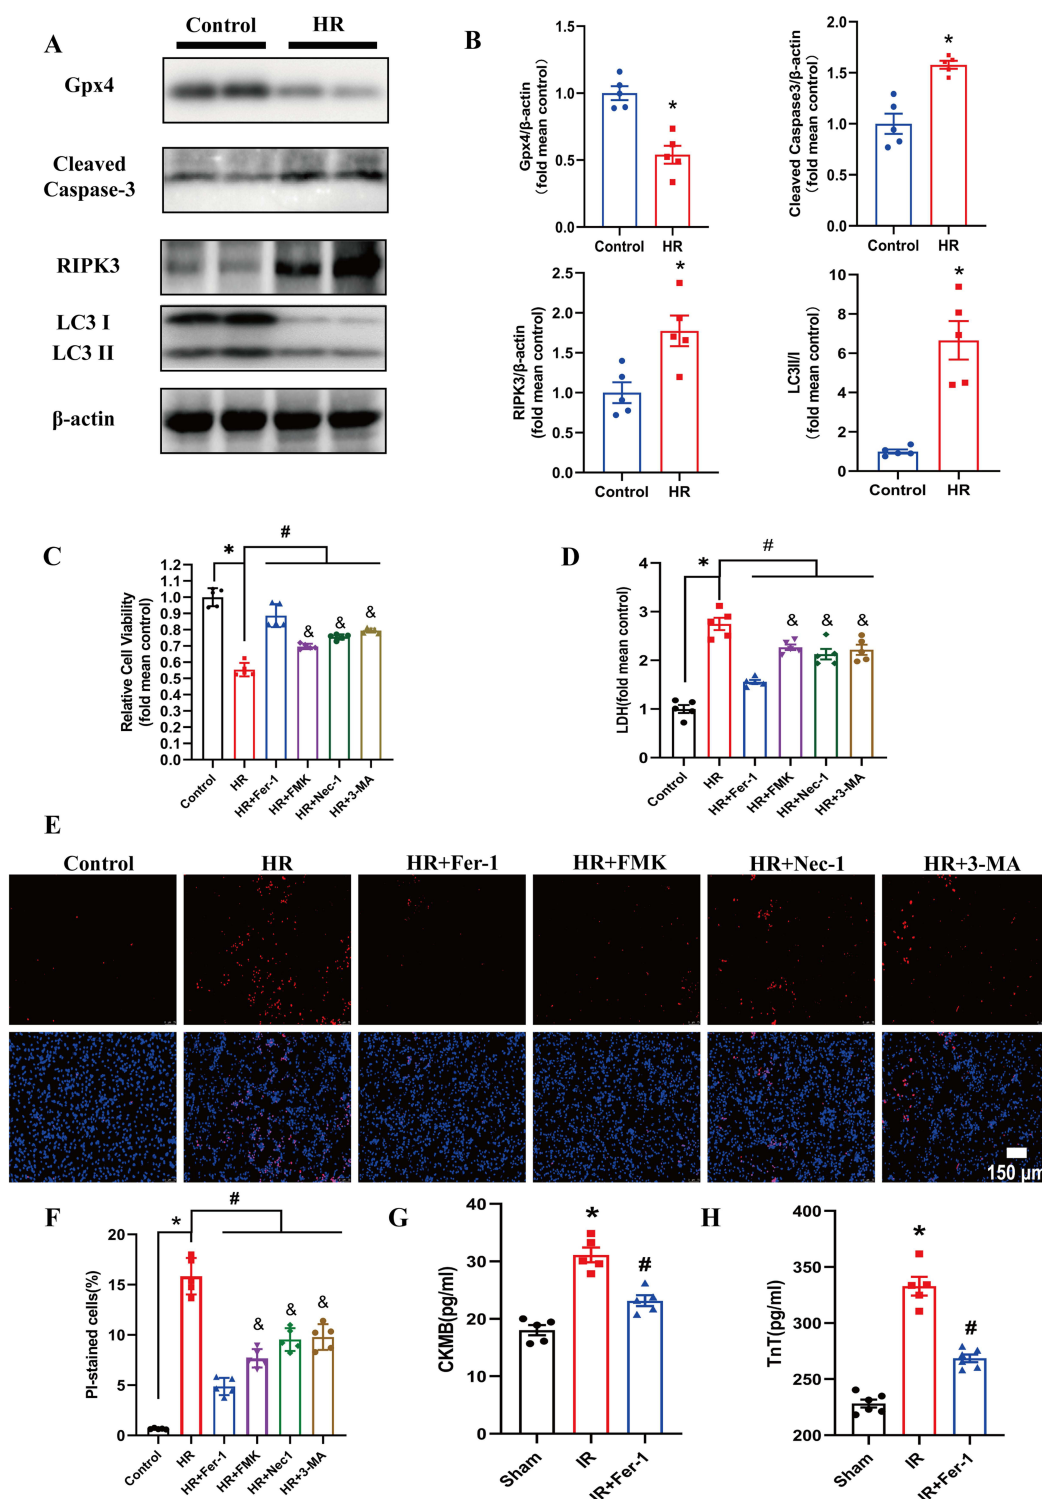 A
Control HR
Gpx4
Cleaved
Caspase-3
RIPK3
LC3 I
LC3 II
β-actin
B
Gpx4/β-actin
(fold mean control)
1.5
1.0
0.5
0.0
*
Control HR
Cleaved Caspase3/β-actin
(fold mean control)
1.5
1.0
0.5
0.0
*
Control HR
RIPK3/β-actin
(fold mean control)
2.5
2.0
1.5
1.0
0.5
0.0
*
Control HR
LC3II/I
(fold mean control)
10
8
6
4
2
0
*
Control HR
C
Relative Cell Viability
(fold mean control)
1.2
1.1
1.0
0.9
0.8
0.7
0.6
0.5
0.4
0.3
0.2
0.1
0.0
* #
& & &
Control HR HR+Fer-1 HR+FMK HR+Nec-1 HR+3-MA
D
LDH(fold mean control)
4
3
2
1
0
* #
& & &
Control HR HR+Fer-1 HR+FMK HR+Nec-1 HR+3-MA
E
Control HR HR+Fer-1 HR+FMK HR+Nec-1 HR+3-MA
150 μm
F
PI-stained cells(%)
20
15
10
5
0
* #
& & &
Control HR HR+Fer-1 HR+FMK HR+Nec1 HR+3-MA
G
CKMB(pg/ml)
40
30
20
10
0
* #
Sham IR IR+Fer-1
H
TnT(pg/ml)
400
350
300
250
200
* #
Sham IR IR+Fer-1